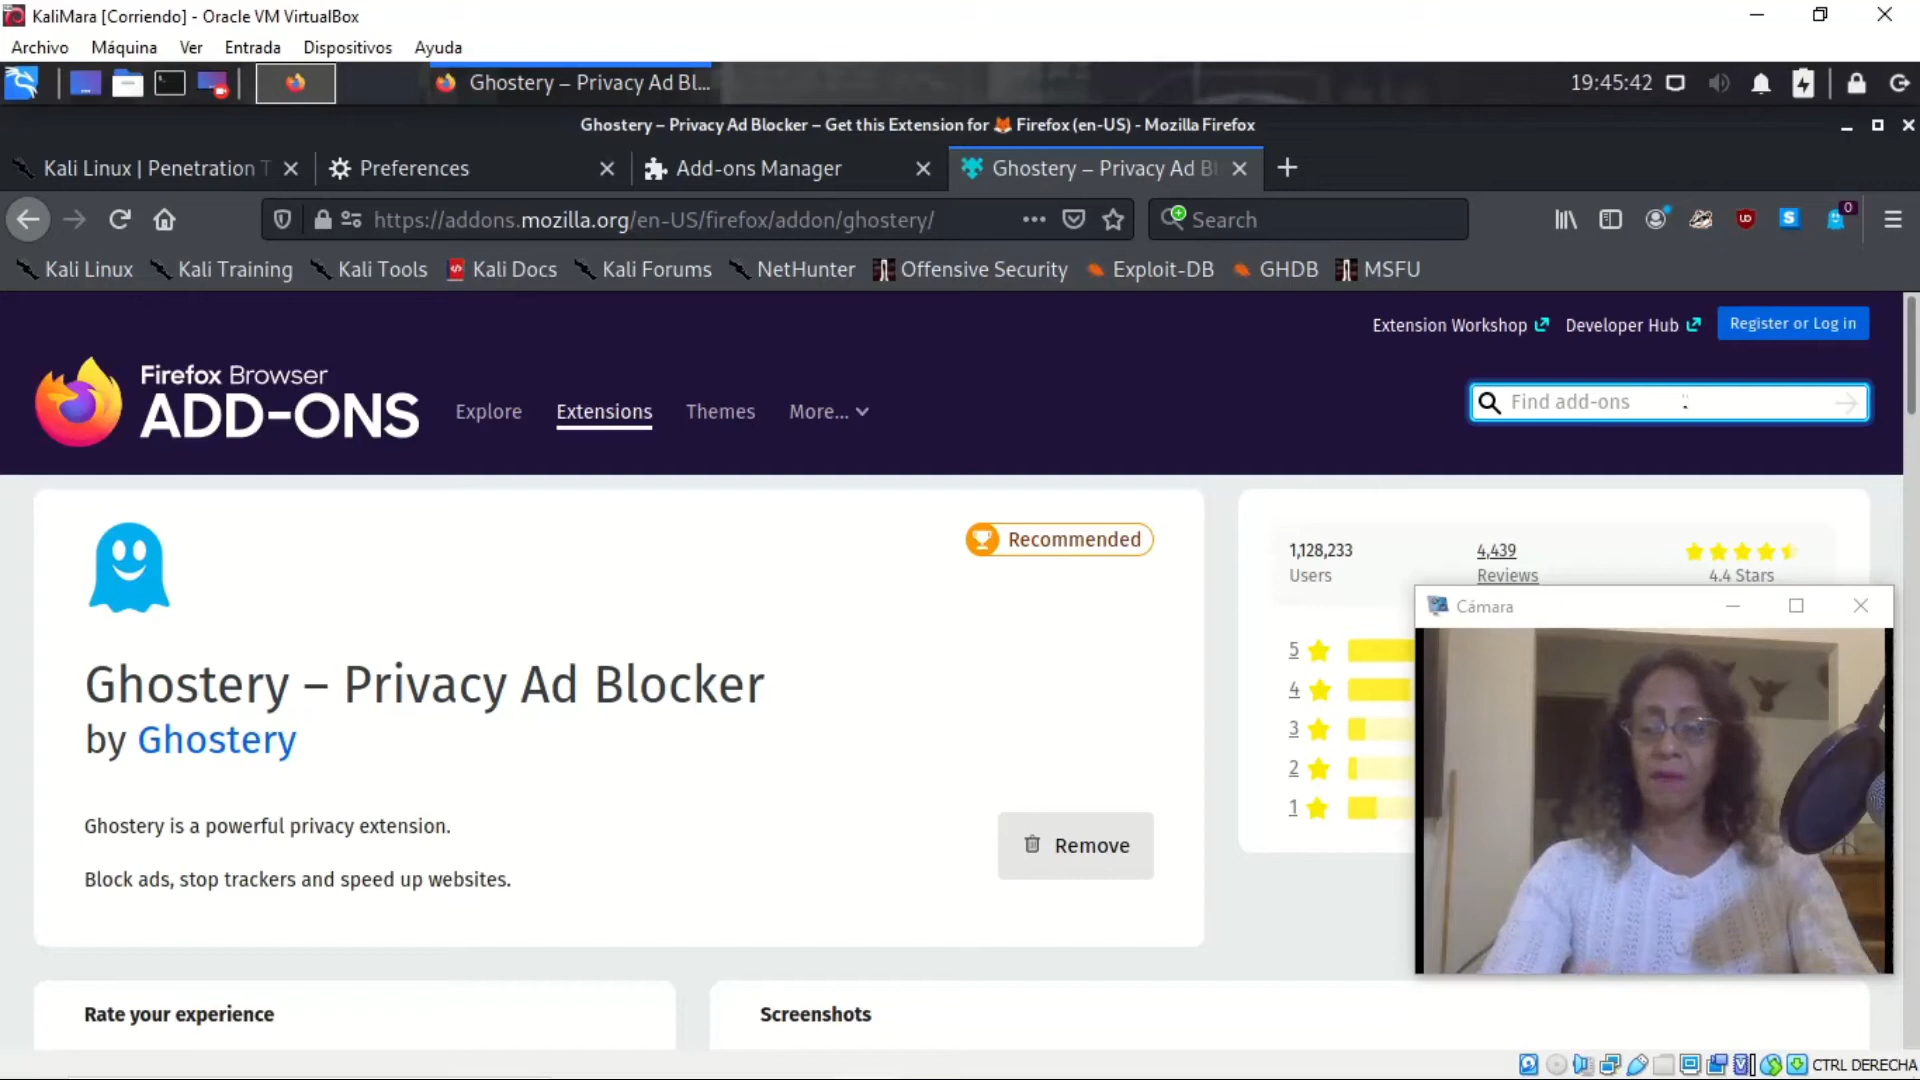 KaliMara [Corriendo] - Oracle VM VirtualBox
Archivo Máquina Ver Entrada Dispositivos Ayuda
Ghostery – Privacy Ad Bl... 19:45:42
Ghostery – Privacy Ad Blocker – Get this Extension for 🦊 Firefox (en-US) - Mozilla Firefox
Kali Linux | Penetration T Preferences Add-ons Manager Ghostery – Privacy Ad Bl
https://addons.mozilla.org/en-US/firefox/addon/ghostery/ Search 0
Kali Linux Kali Training Kali Tools Kali Docs Kali Forums NetHunter Offensive Security Exploit-DB GHDB MSFU
Extension Workshop Developer Hub Register or Log in
Firefox Browser
ADD-ONS Explore Extensions Themes More... Find add-ons
Recommended
1,128,233 4,439
Users Reviews 4.4 Stars
Cámara
5
4
3
2
1
Ghostery – Privacy Ad Blocker
by Ghostery
Ghostery is a powerful privacy extension.
Remove
Block ads, stop trackers and speed up websites.
Rate your experience Screenshots
CTRL DERECHA